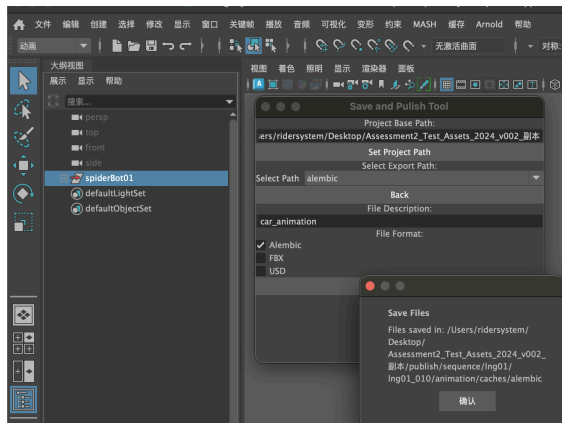 文件 编辑 创建 选择 修改 显示 窗口 关键帧 播放 音频 可视化 变形 约束 MASH 缓存 Arnold 帮助
动画
无激活曲面
对称:
大纲视图
展示 显示 帮助
搜索...
persp
top
front
side
spiderBot01
defaultLightSet
defaultObjectSet
视图 着色 照明 显示 渲染器 面板
Save and Pulish Tool
Project Base Path:
:ers/ridersystem/Desktop/Assessment2_Test_Assets_2024_v002_副本
Set Project Path
Select Export Path:
Select Path alembic
Back
File Description:
car_animation
File Format:
Alembic
FBX
USD
Save Files
Files saved in: /Users/ridersystem/
Desktop/
Assessment2_Test_Assets_2024_v002_
副本/publish/sequence/lng01/
lng01_010/animation/caches/alembic
确认